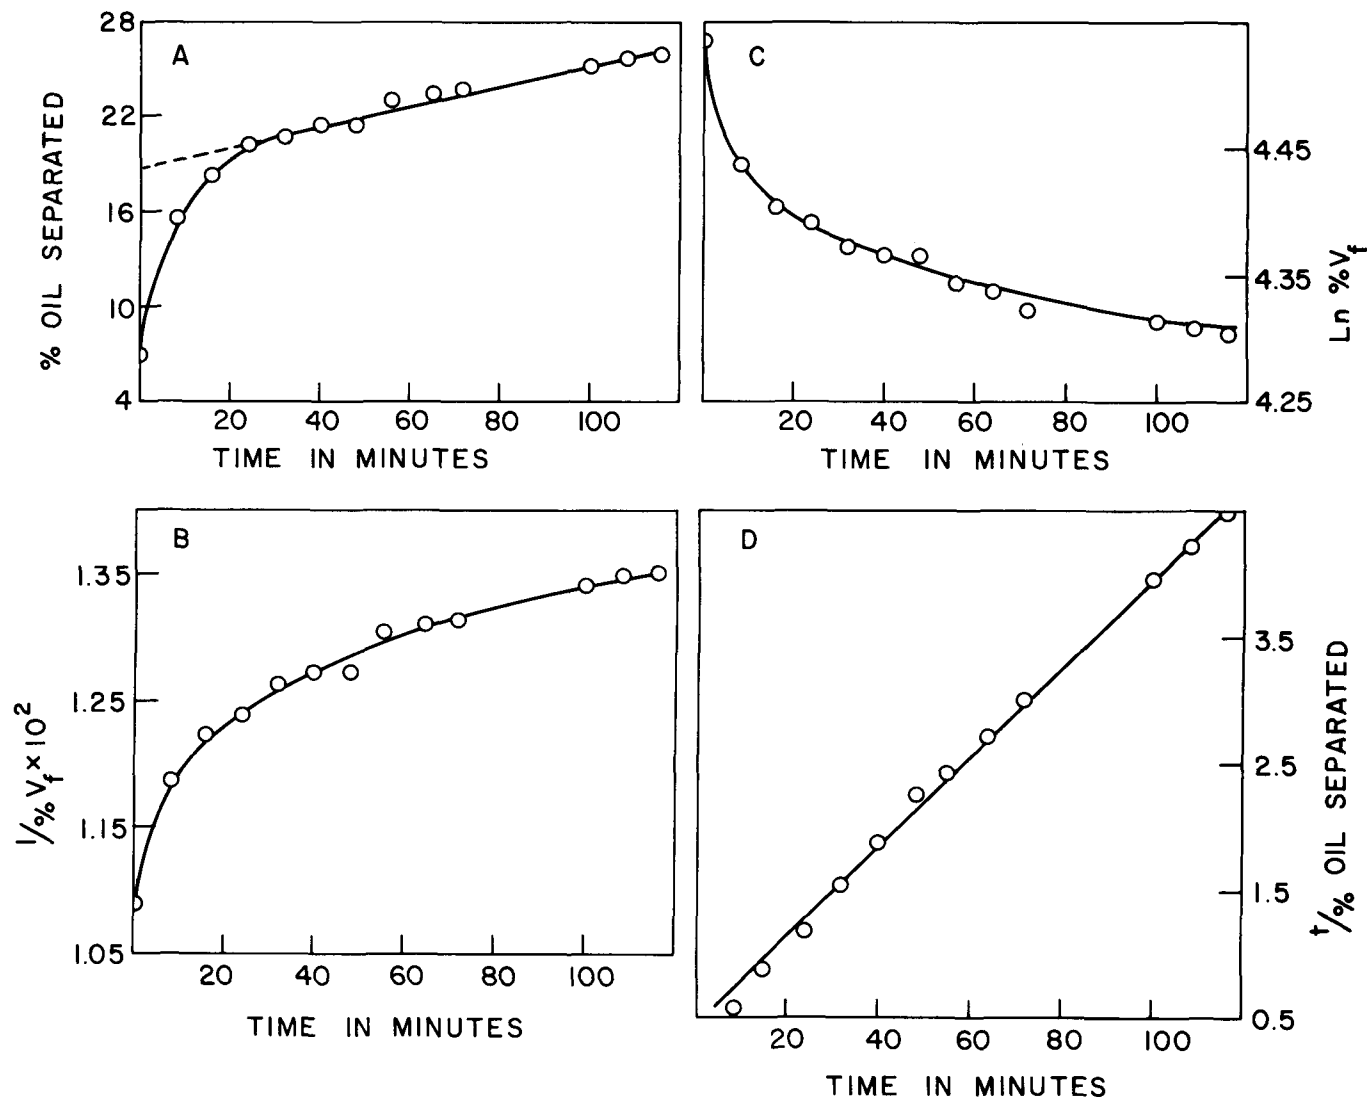 A
28
22
16
10
4
% OIL SEPARATED
20 40 60 80 100
TIME IN MINUTES
C
4.45
4.35
4.25
Ln %Vf
20 40 60 80 100
TIME IN MINUTES
B
1.35
1.25
1.15
1.05
1/% Vf × 10²
20 40 60 80 100
TIME IN MINUTES
D
3.5
2.5
1.5
0.5
t/% OIL SEPARATED
20 40 60 80 100
TIME IN MINUTES